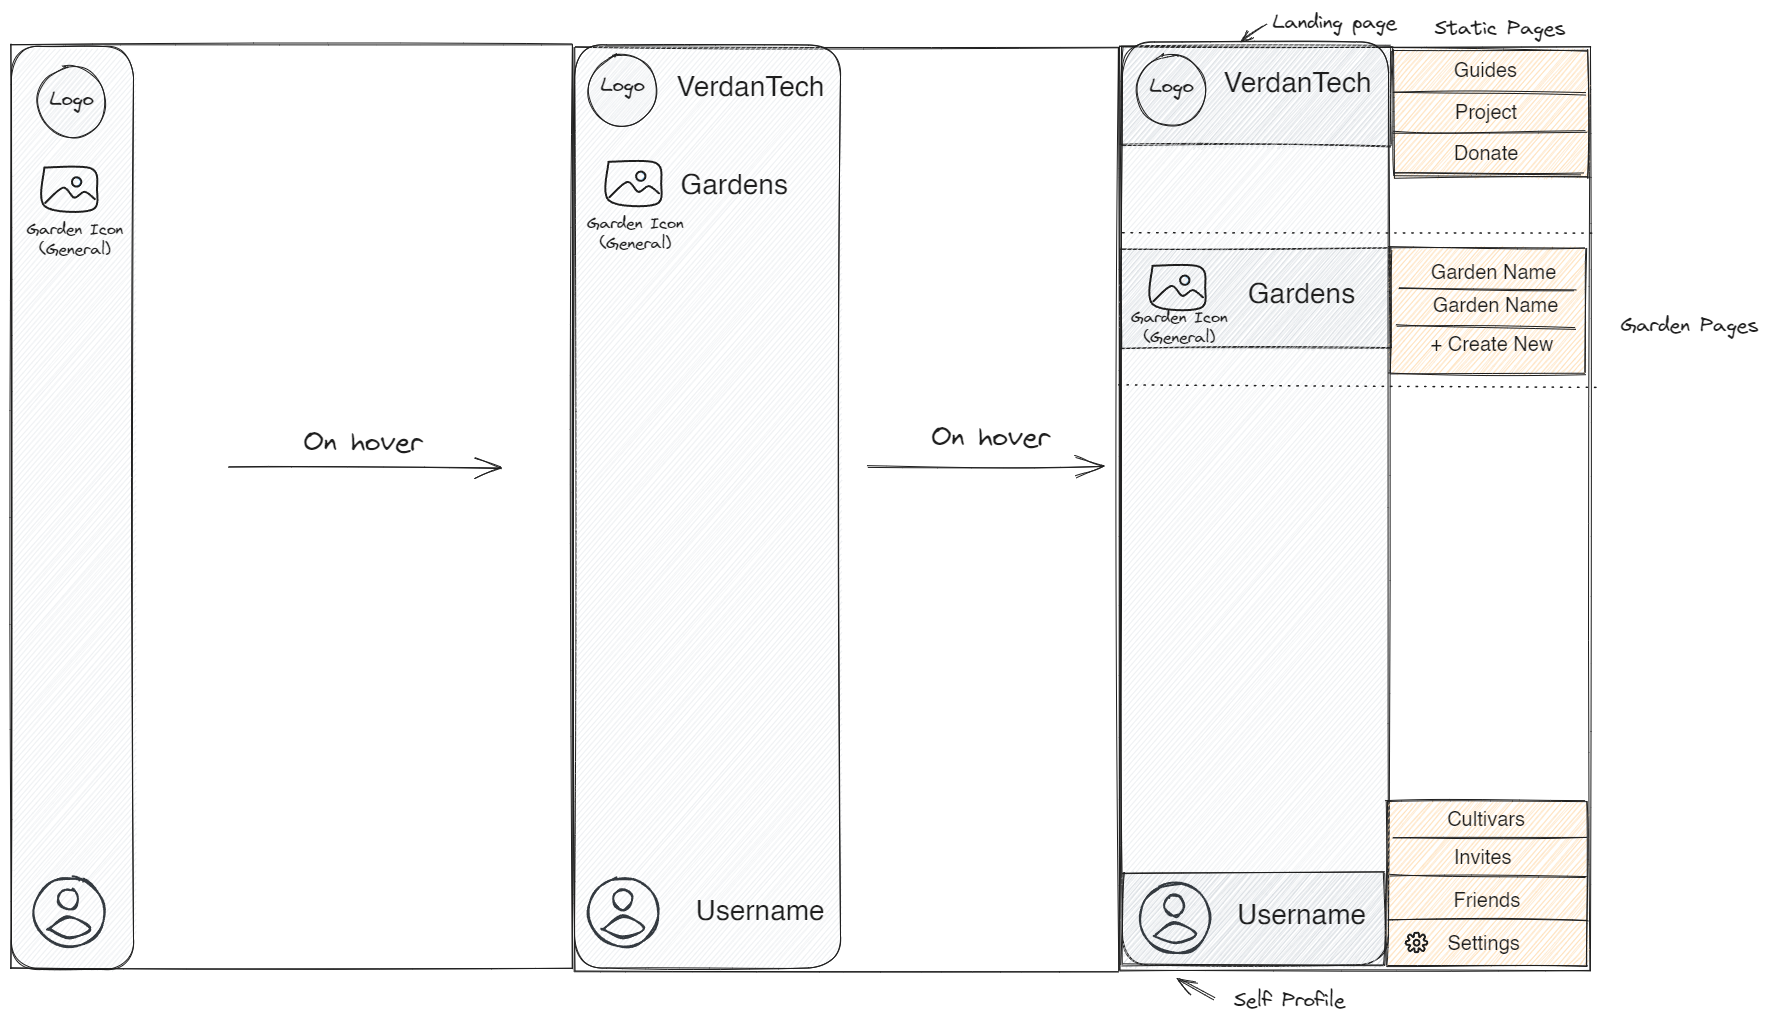 Logo
Garden Icon
(General)
On hover
Logo
VerdanTech
Gardens
Garden Icon
(General)
Username
On hover
Landing page
Static Pages
Logo
VerdanTech
Guides
Project
Donate
Garden Icon
(General)
Gardens
Garden Name
Garden Name
+ Create New
Garden Pages
Cultivars
Invites
Friends
Settings
Username
Self Profile